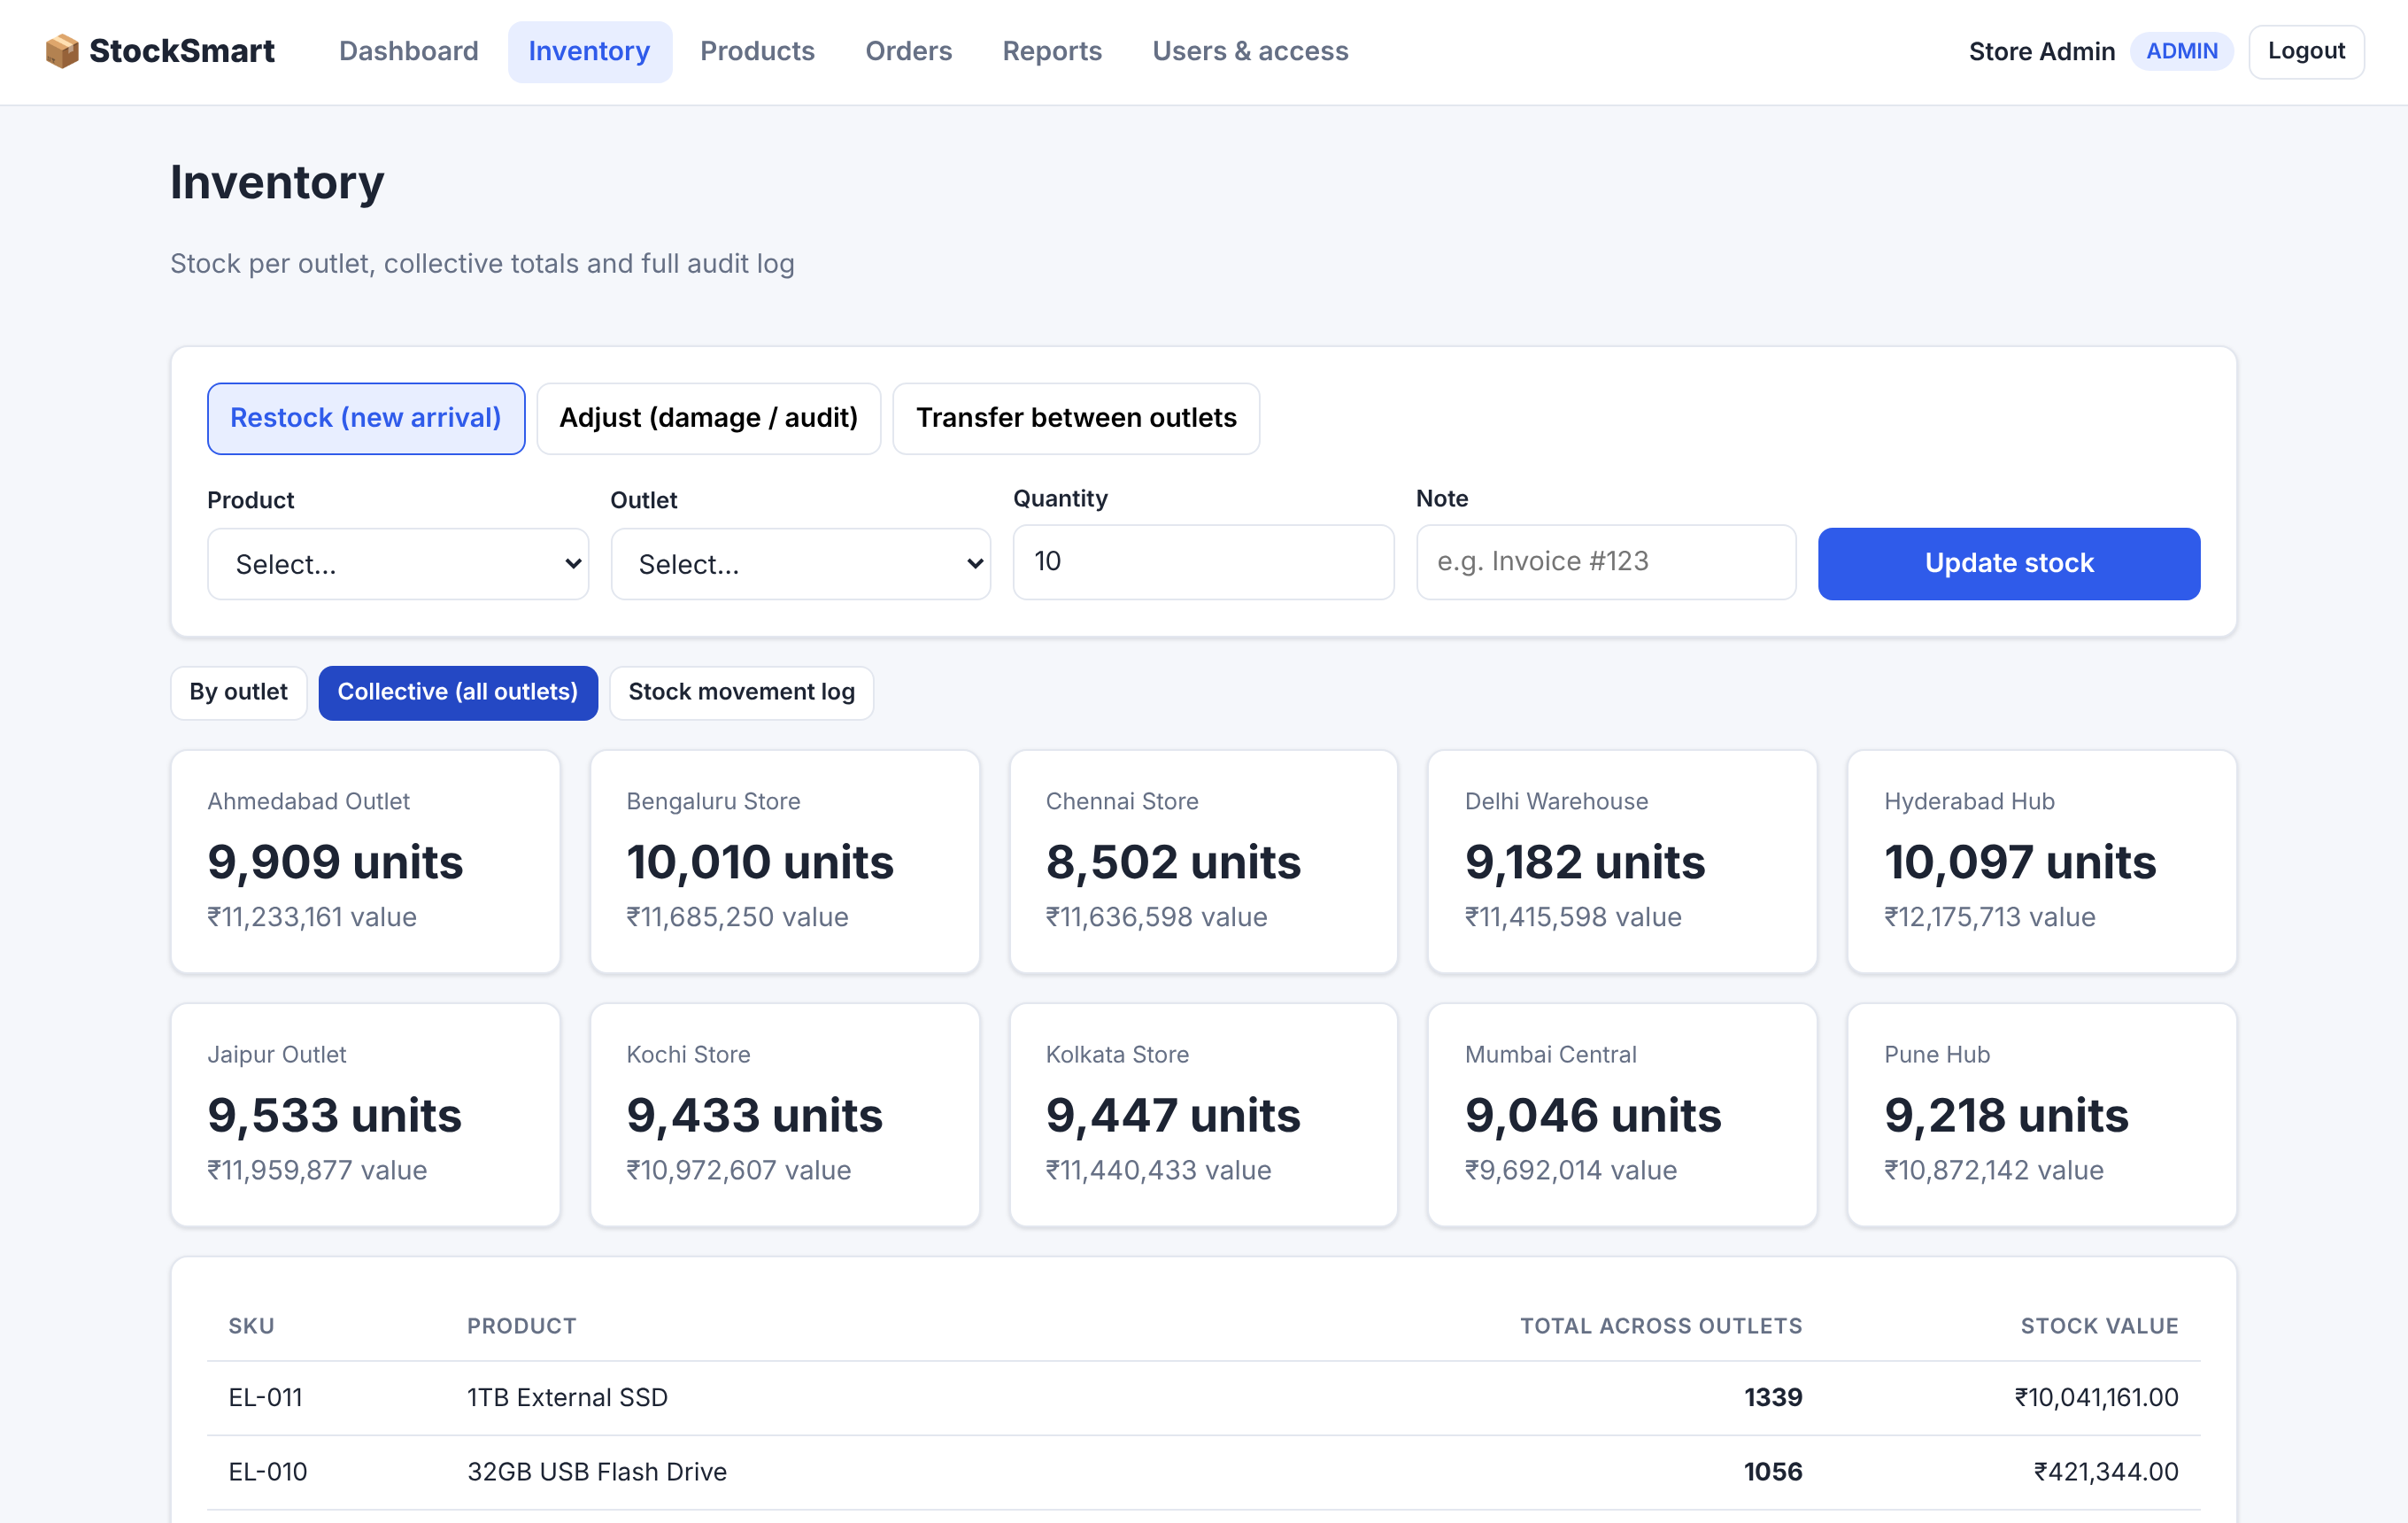 StockSmart Dashboard Inventory Products Orders Reports Users & access Store Admin ADMIN Logout
Inventory
Stock per outlet, collective totals and full audit log
Restock (new arrival) Adjust (damage / audit) Transfer between outlets
Product Outlet Quantity Note
Select... Select... 10 e.g. Invoice #123 Update stock
By outlet Collective (all outlets) Stock movement log
Ahmedabad Outlet Bengaluru Store Chennai Store Delhi Warehouse Hyderabad Hub
9,909 units 10,010 units 8,502 units 9,182 units 10,097 units
₹11,233,161 value ₹11,685,250 value ₹11,636,598 value ₹11,415,598 value ₹12,175,713 value
Jaipur Outlet Kochi Store Kolkata Store Mumbai Central Pune Hub
9,533 units 9,433 units 9,447 units 9,046 units 9,218 units
₹11,959,877 value ₹10,972,607 value ₹11,440,433 value ₹9,692,014 value ₹10,872,142 value
SKU PRODUCT TOTAL ACROSS OUTLETS STOCK VALUE
EL-011 1TB External SSD 1339 ₹10,041,161.00
EL-010 32GB USB Flash Drive 1056 ₹421,344.00